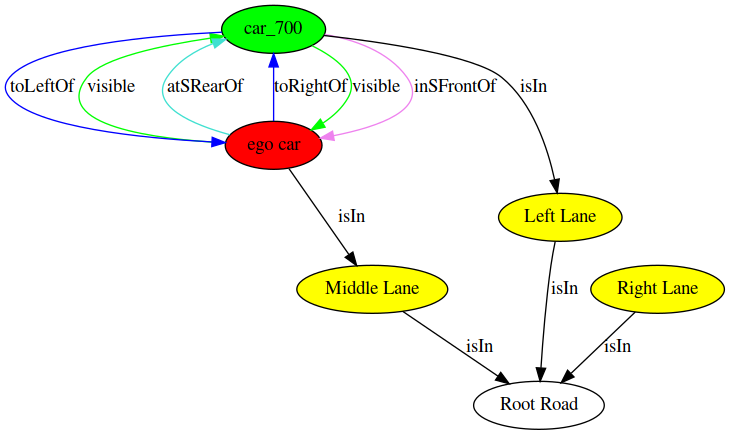 car_700
toLeftOf
visible
atSRearOf
toRightOf
visible
inSFrontOf
isIn
ego car
isIn
Left Lane
Middle Lane
isIn
Right Lane
isIn
isIn
Root Road